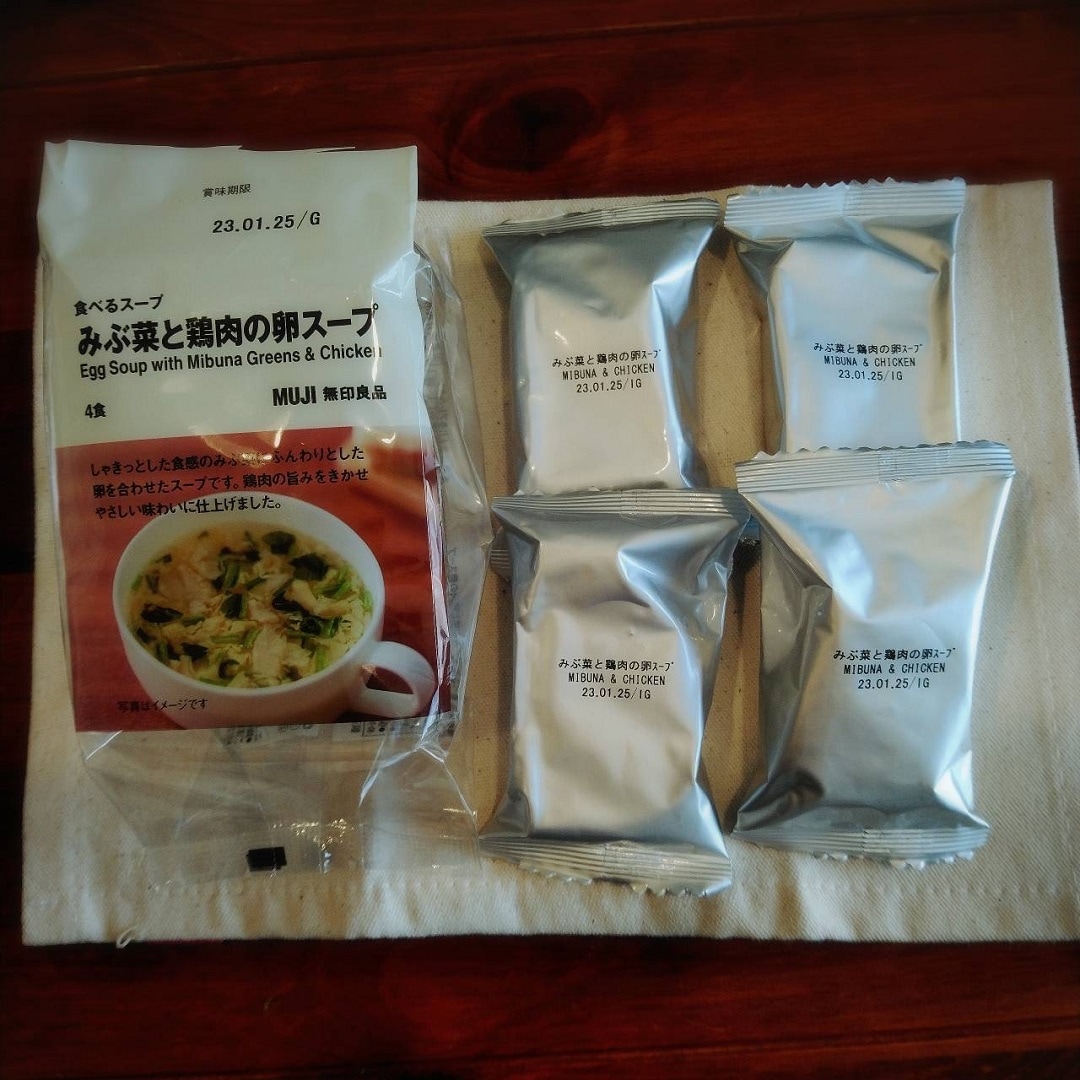 賞味期限
23.01.25/G
食べるスープ
みぶ菜と鶏肉の卵スープ
Egg Soup with Mibuna Greens & Chicken
4食
MUJI 無印良品
しゃきっとした食感のみぶ ふんわりとした
卵を合わせたスープです。鶏肉の旨みをきかせ
やさしい味わいに仕上げました。
写真はイメージです
みぶ菜と鶏肉の卵ｽｰﾌﾟ
MIBUNA & CHICKEN
23.01.25/IG
みぶ菜と鶏肉の卵ｽｰﾌﾟ
MIBUNA & CHICKEN
23.01.25/IG
みぶ菜と鶏肉の卵ｽｰﾌﾟ
MIBUNA & CHICKEN
23.01.25/IG
みぶ菜と鶏肉の卵ｽｰﾌﾟ
MIBUNA & CHICKEN
23.01.25/IG